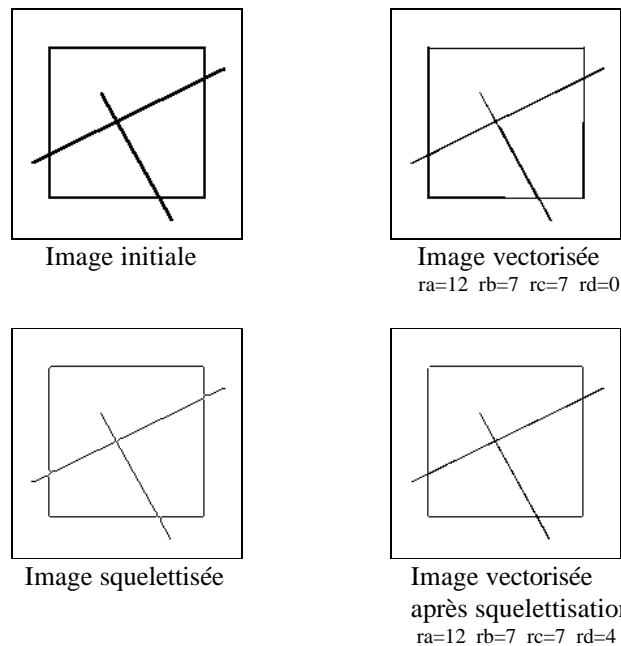 Image initiale
Image vectorisée
ra=12 rb=7 rc=7 rd=0
Image squelettisée
Image vectorisée
après squelettisation
ra=12 rb=7 rc=7 rd=4